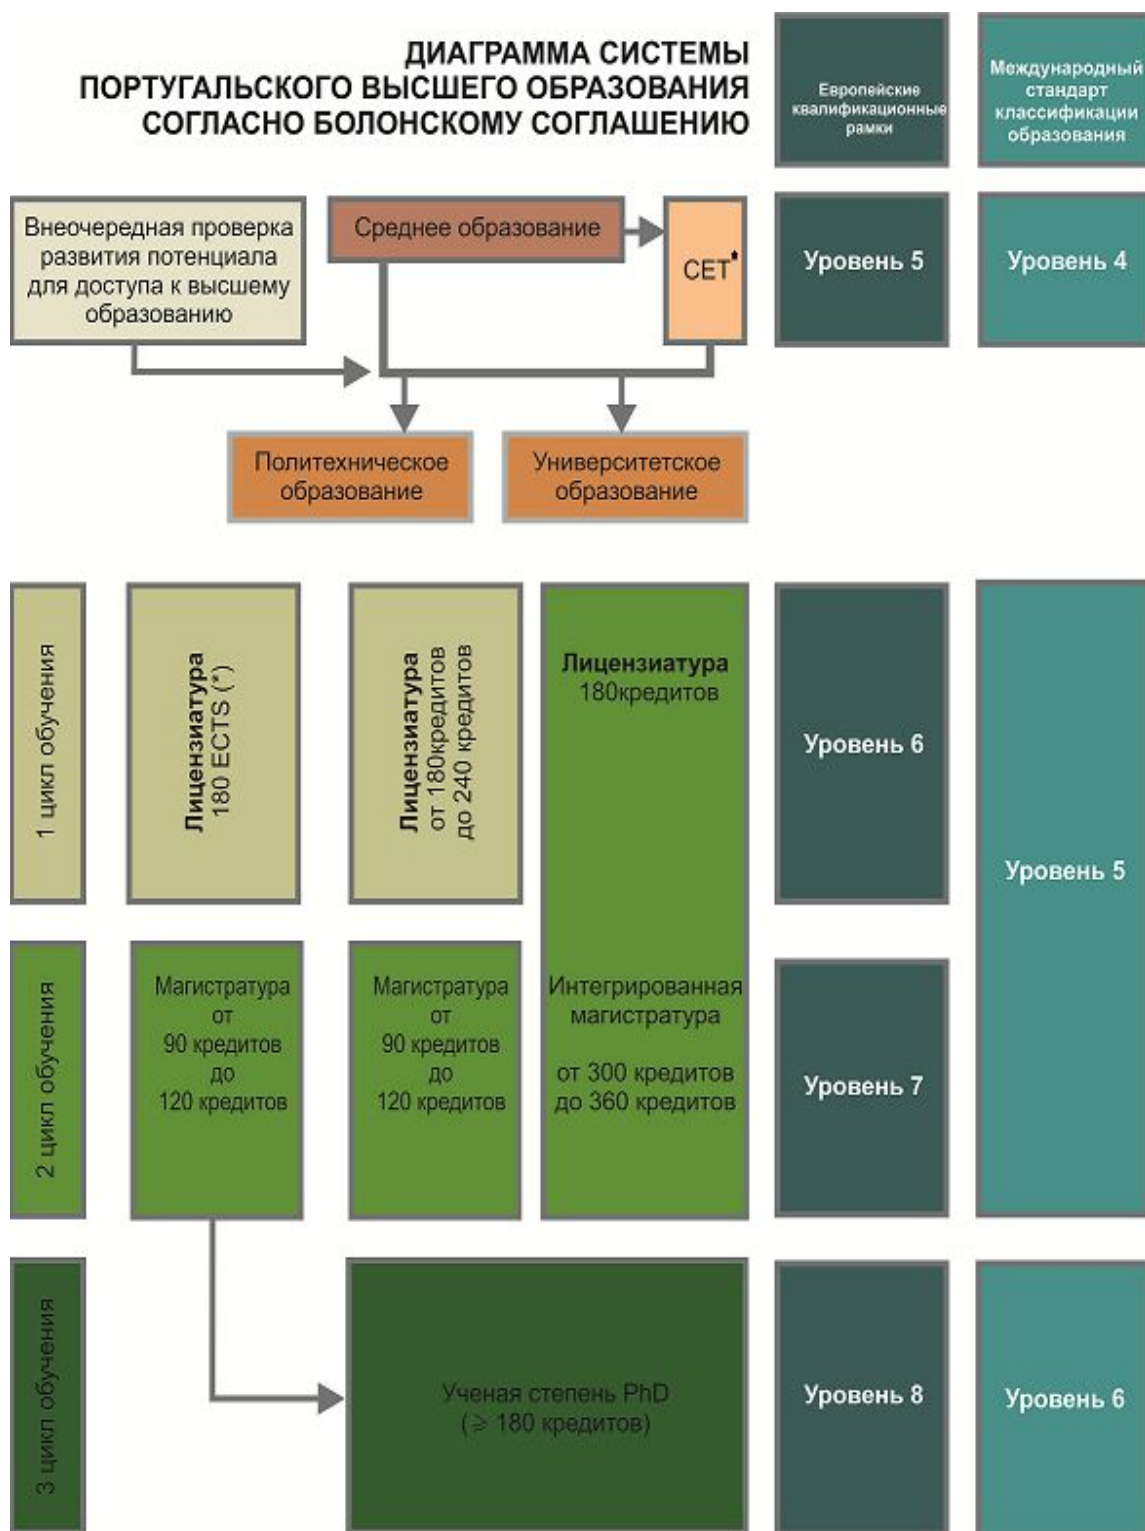 ДИАГРАММА СИСТЕМЫ
ПОРТУГАЛЬСКОГО ВЫСШЕГО ОБРАЗОВАНИЯ
СОГЛАСНО БОЛОНСКОМУ СОГЛАШЕНИЮ
Европейские
квалификационные
рамки
Международный
стандарт
классификации
образования
Внеочередная проверка
развития потенциала
для доступа к высшему
образованию
Среднее образование
CET*
Уровень 5
Уровень 4
Политехническое
образование
Университетское
образование
1 цикл обучения
Лицензиатура
180 ECTS (*)
Лицензиатура
от 180кредитов
до 240 кредитов
Лицензиатура
180кредитов
Уровень 6
Уровень 5
2 цикл обучения
Магистратура
от
90 кредитов
до
120 кредитов
Магистратура
от
90 кредитов
до
120 кредитов
Интегрированная
магистратура
от 300 кредитов
до 360 кредитов
Уровень 7
3 цикл обучения
Ученая степень PhD
(⩾ 180 кредитов)
Уровень 8
Уровень 6